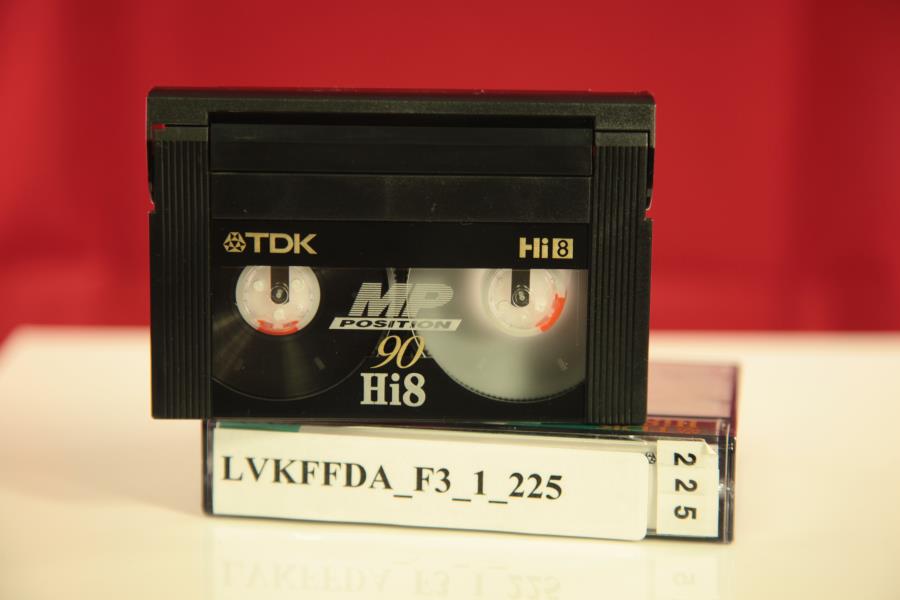 TDK
Hi8
MP
POSITION
90
Hi8
LVKFFDA_F3_1_225
225